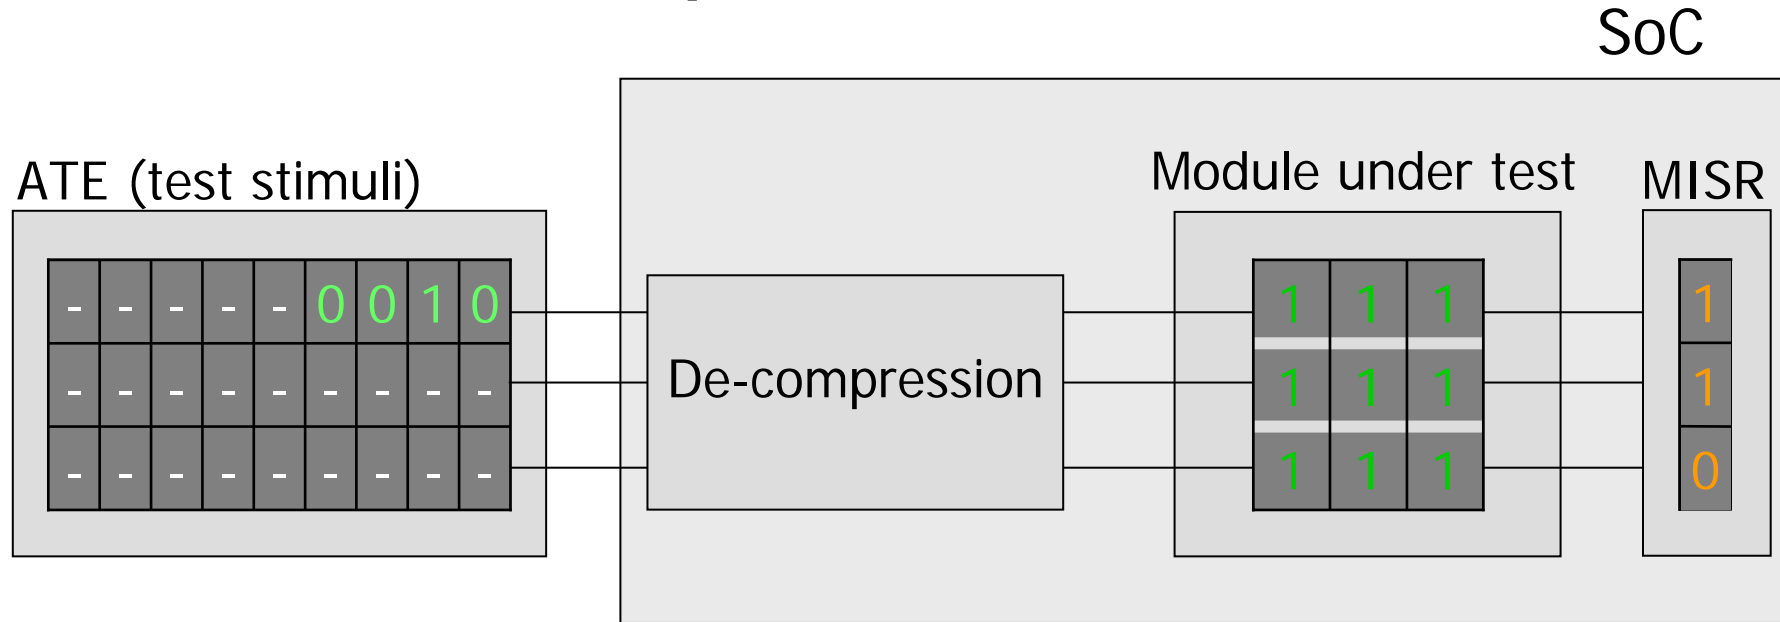 SoC
ATE (test stimuli)
Module under test
MISR
- - - - - 0 0 1 0
- - - - - - - - -
- - - - - - - - -
De-compression
1 1 1
1 1 1
1 1 1
1
1
0